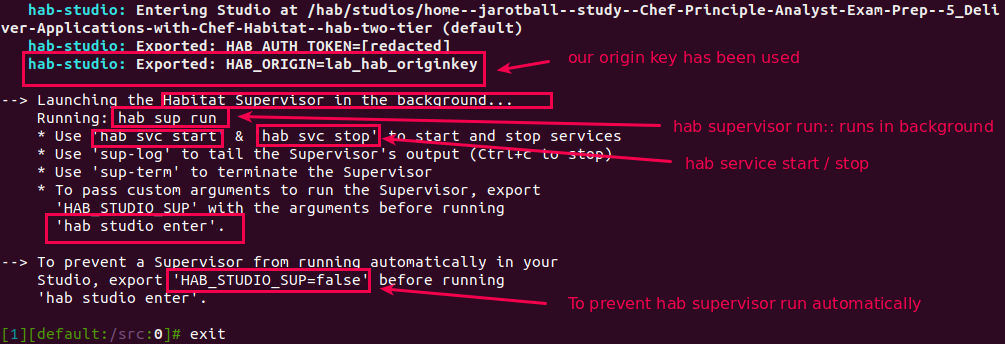 hab-studio: Entering Studio at /hab/studios/home--jarotball--study--Chef-Principle-Analyst-Exam-Prep--5_Deli
ver-Applications-with-Chef-Habitat--hab-two-tier (default)
hab-studio: Exported: HAB_AUTH_TOKEN=[redacted]
hab-studio: Exported: HAB_ORIGIN=lab_hab_originkey
our origin key has been used
--> Launching the Habitat Supervisor in the background...
Running: hab sup run
hab supervisor run:: runs in background
* Use 'hab svc start' & 'hab svc stop' to start and stop services
* Use 'sup-log' to tail the Supervisor's output (Ctrl+c to stop)
hab service start / stop
* Use 'sup-term' to terminate the Supervisor
* To pass custom arguments to run the Supervisor, export
'HAB_STUDIO_SUP' with the arguments before running
'hab studio enter'.
--> To prevent a Supervisor from running automatically in your
Studio, export 'HAB_STUDIO_SUP=false' before running
'hab studio enter'.
To prevent hab supervisor run automatically
[1][default:/src:0]# exit